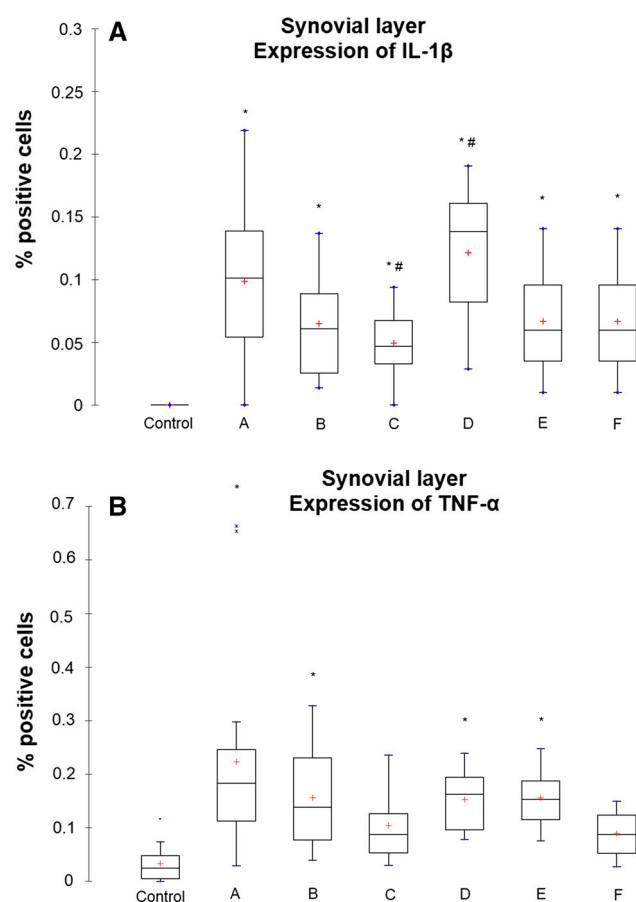 A
Synovial layer
Expression of IL-1β
0.3
0.25
0.2
0.15
0.1
0.05
0
% positive cells
*
*
* #
* #
*
*
Control A B C D E F
B
Synovial layer
Expression of TNF-α
0.7
0.6
0.5
0.4
0.3
0.2
0.1
0
% positive cells
*
*
*
*
Control A B C D E F